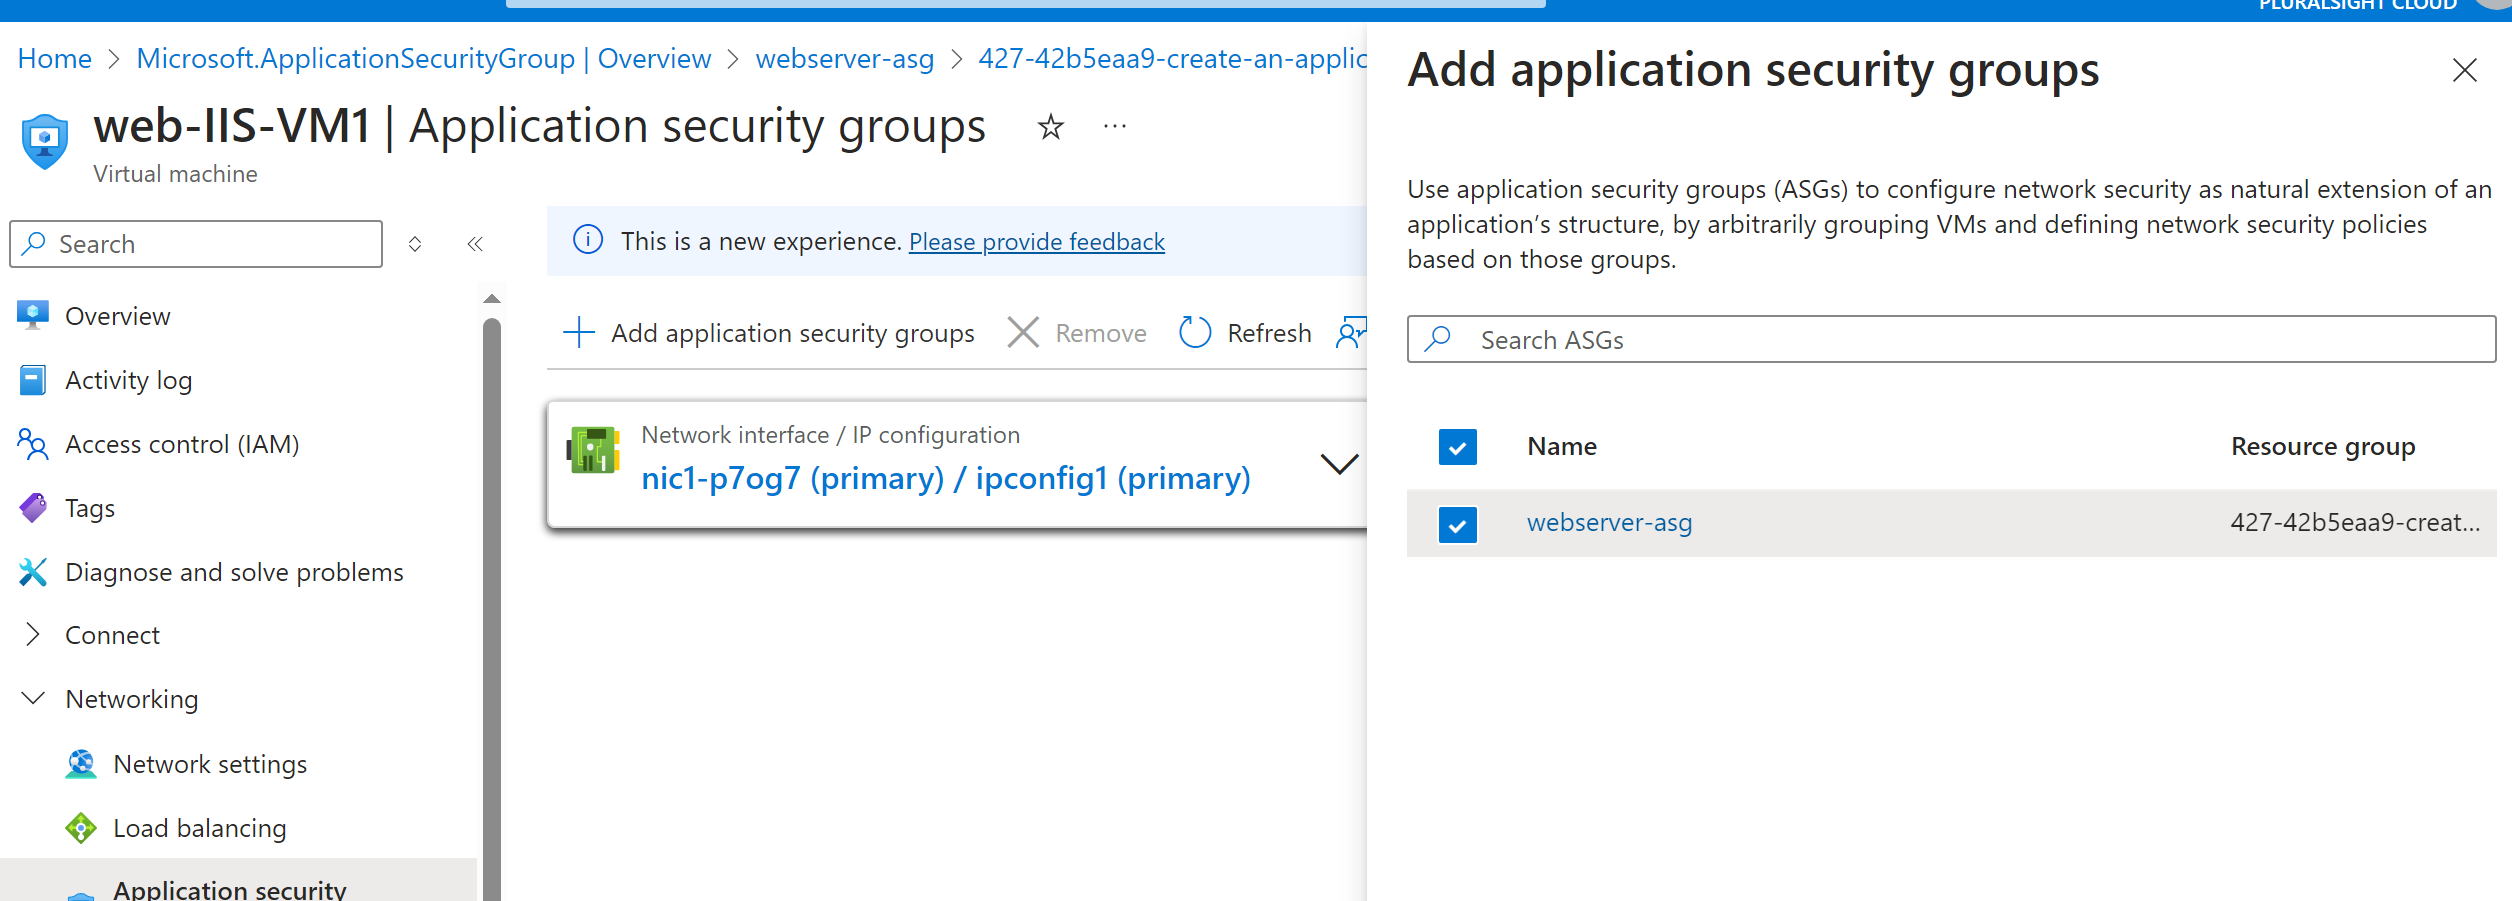 PLURALSIGHT CLOUD
Home > Microsoft.ApplicationSecurityGroup | Overview > webserver-asg > 427-42b5eaa9-create-an-applic
web-IIS-VM1 | Application security groups
Virtual machine
Search
Overview
Activity log
Access control (IAM)
Tags
Diagnose and solve problems
Connect
Networking
Network settings
Load balancing
Application security
This is a new experience. Please provide feedback
Add application security groups
Remove
Refresh
Network interface / IP configuration
nic1-p7og7 (primary) / ipconfig1 (primary)
Add application security groups
Use application security groups (ASGs) to configure network security as natural extension of an
application’s structure, by arbitrarily grouping VMs and defining network security policies
based on those groups.
Search ASGs
Name Resource group
webserver-asg 427-42b5eaa9-creat...